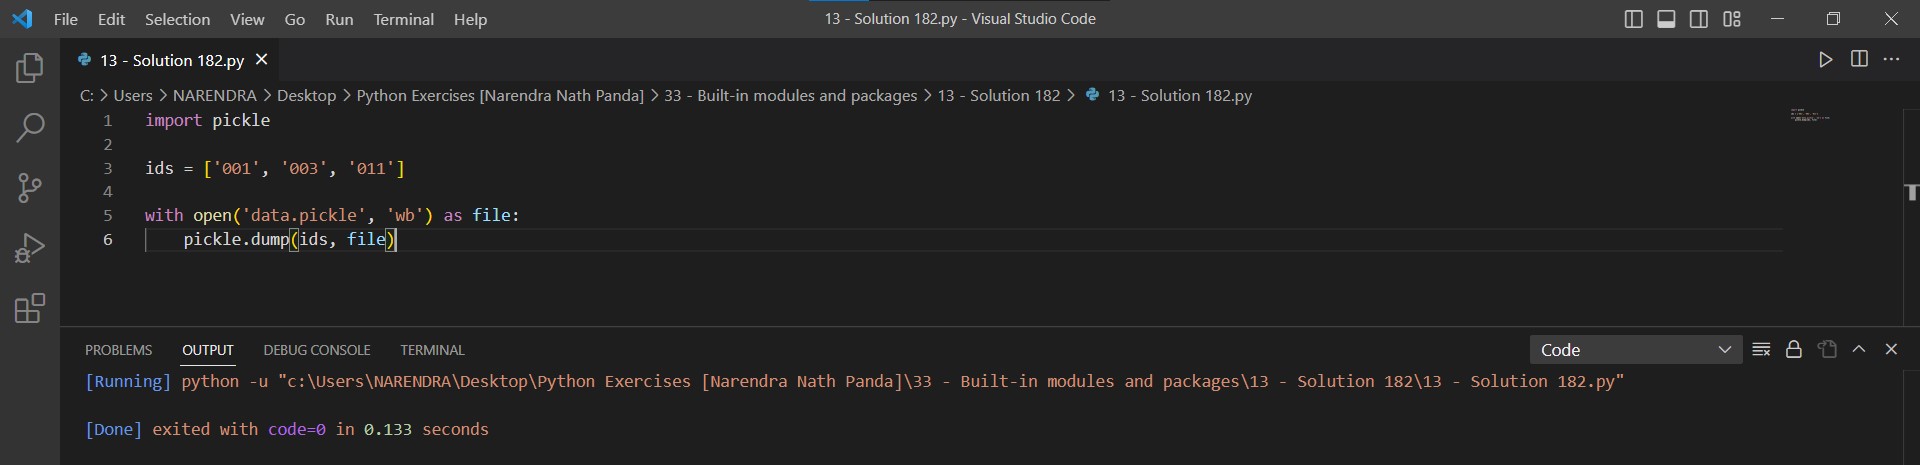 File Edit Selection View Go Run Terminal Help 13 - Solution 182.py - Visual Studio Code
13 - Solution 182.py
C: > Users > NARENDRA > Desktop > Python Exercises [Narendra Nath Panda] > 33 - Built-in modules and packages > 13 - Solution 182 > 13 - Solution 182.py
1 import pickle
2
3 ids = ['001', '003', '011']
4
5 with open('data.pickle', 'wb') as file:
6     pickle.dump(ids, file)
PROBLEMS OUTPUT DEBUG CONSOLE TERMINAL Code
[Running] python -u "c:\Users\NARENDRA\Desktop\Python Exercises [Narendra Nath Panda]\33 - Built-in modules and packages\13 - Solution 182\13 - Solution 182.py"
[Done] exited with code=0 in 0.133 seconds